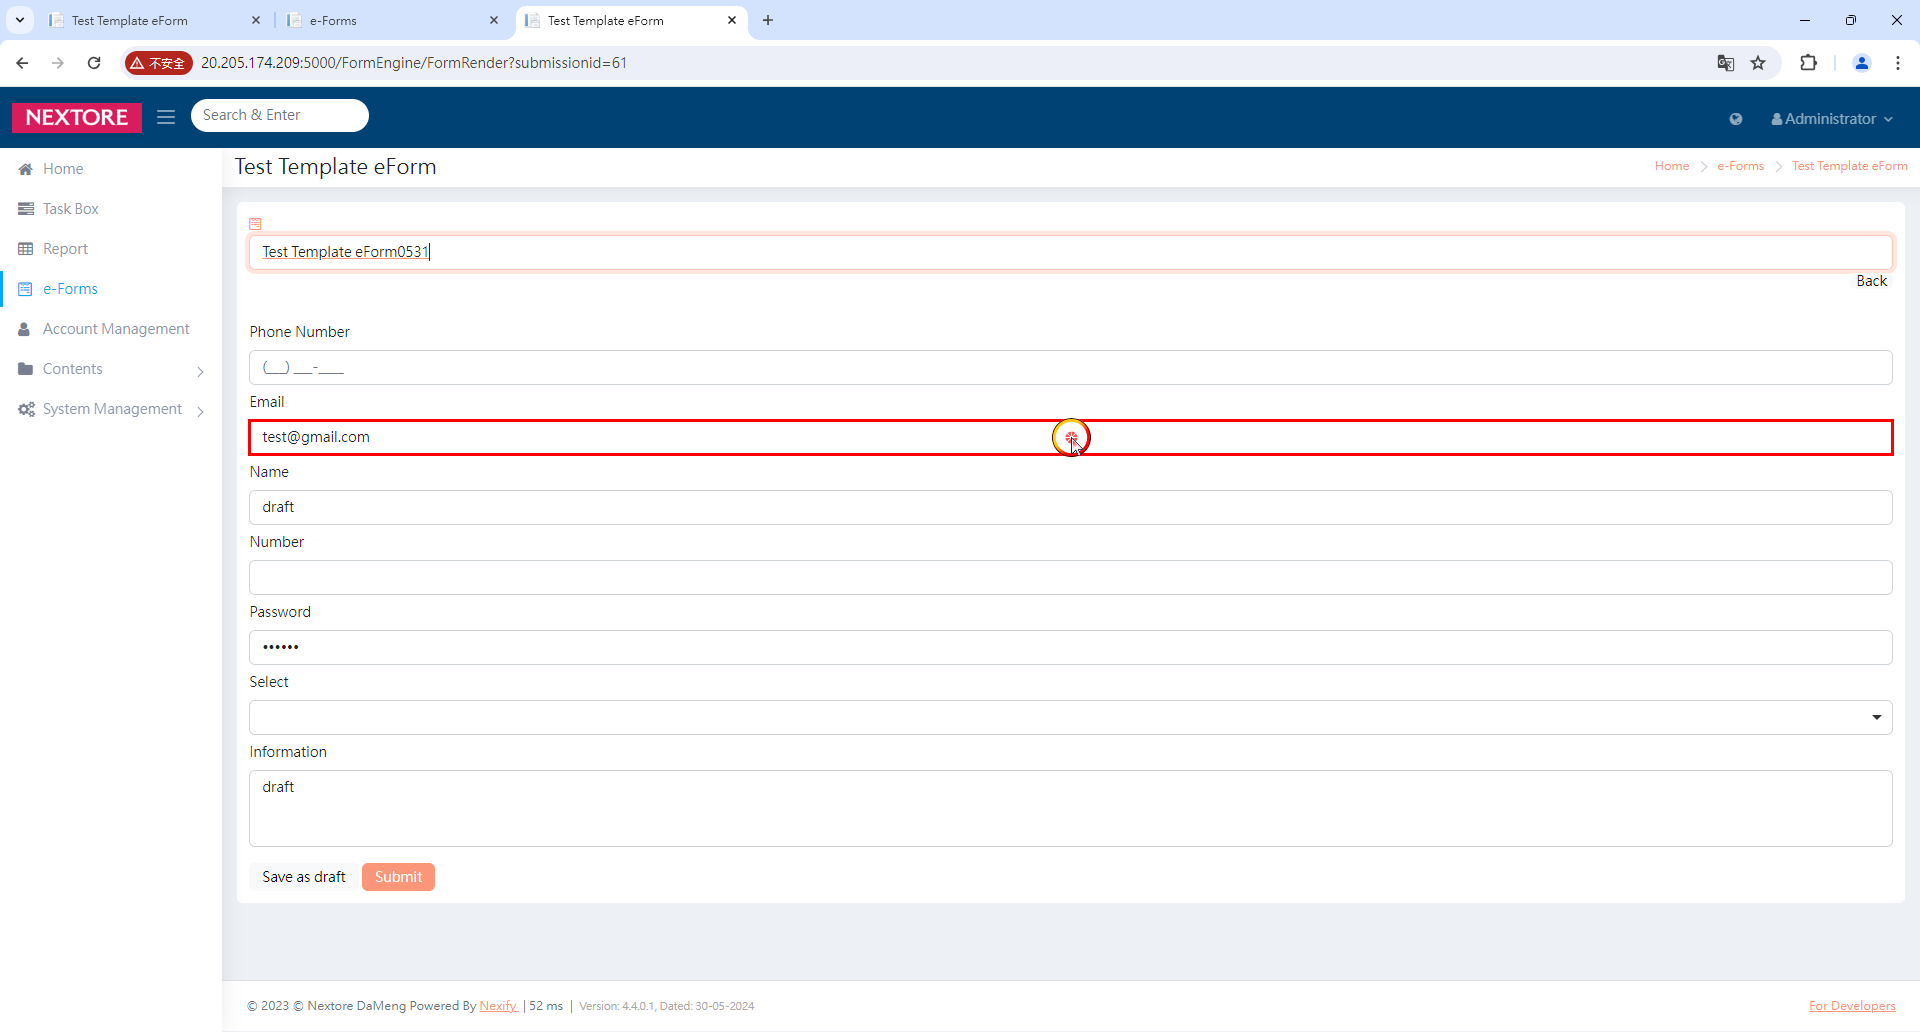 Test Template eForm
e-Forms
Test Template eForm
不安全
20.205.174.209:5000/FormEngine/FormRender?submissionid=61
NEXTORE
Search & Enter
Administrator
Home
Task Box
Report
e-Forms
Account Management
Contents
System Management
Test Template eForm
Home
e-Forms
Test Template eForm
Test Template eForm0531
Back
Phone Number
(___) ___-____
Email
test@gmail.com
Name
draft
Number
Password
••••••
Select
Information
draft
Save as draft
Submit
© 2023 © Nextore DaMeng Powered By Nexify | 52 ms | Version: 4.4.0.1, Dated: 30-05-2024
For Developers